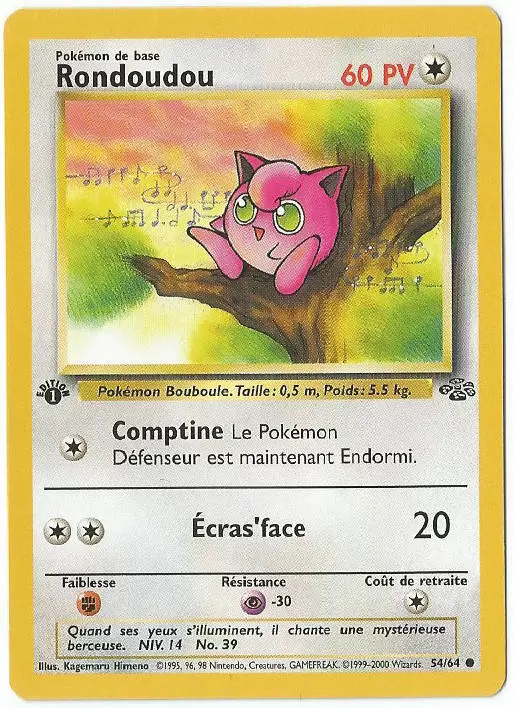 Pokémon de base
Rondoudou 60 PV
EDITION
1
Pokémon Bouboule. Taille: 0,5 m, Poids: 5.5 kg.
Comptine Le Pokémon
Défenseur est maintenant Endormi.
Écras'face 20
Faiblesse Résistance Coût de retraite
-30
Quand ses yeux s'illuminent, il chante une mystérieuse
berceuse. NIV. 14 No. 39
Illus. Kagemaru Himeno ©1995, 96, 98 Nintendo, Creatures, GAMEFREAK. ©1999-2000 Wizards. 54/64